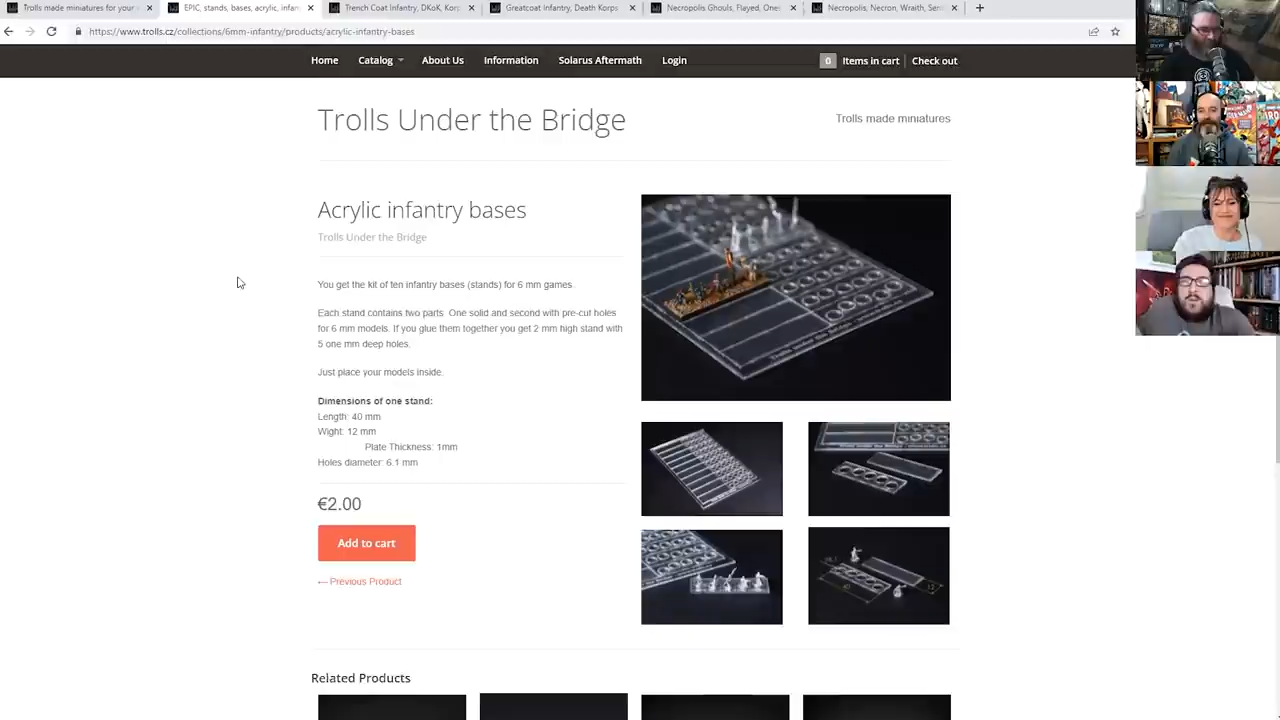 Trolls made miniatures for your
EPIC, stands, bases, acrylic, infan
Trench Coat Infantry, DKoK, Korp
Greatcoat Infantry, Death Korps
Necropolis Ghouls, Flayed, Onei
Necropolis, Necron, Wraith, Sent
https://www.trolls.cz/collections/6mm-infantry/products/acrylic-infantry-bases
Home Catalog About Us Information Solarus Aftermath Login 0 Items in cart Check out
Trolls Under the Bridge
Trolls made miniatures
Acrylic infantry bases
Trolls Under the Bridge
You get the kit of ten infantry bases (stands) for 6 mm games.
Each stand contains two parts. One solid and second with pre-cut holes
for 6 mm models. If you glue them together you get 2 mm high stand with
5 one mm deep holes.
Just place your models inside.
Dimensions of one stand:
Length: 40 mm
Wight: 12 mm
Plate Thickness: 1mm
Holes diameter: 6.1 mm
€2.00
Add to cart
← Previous Product
Related Products